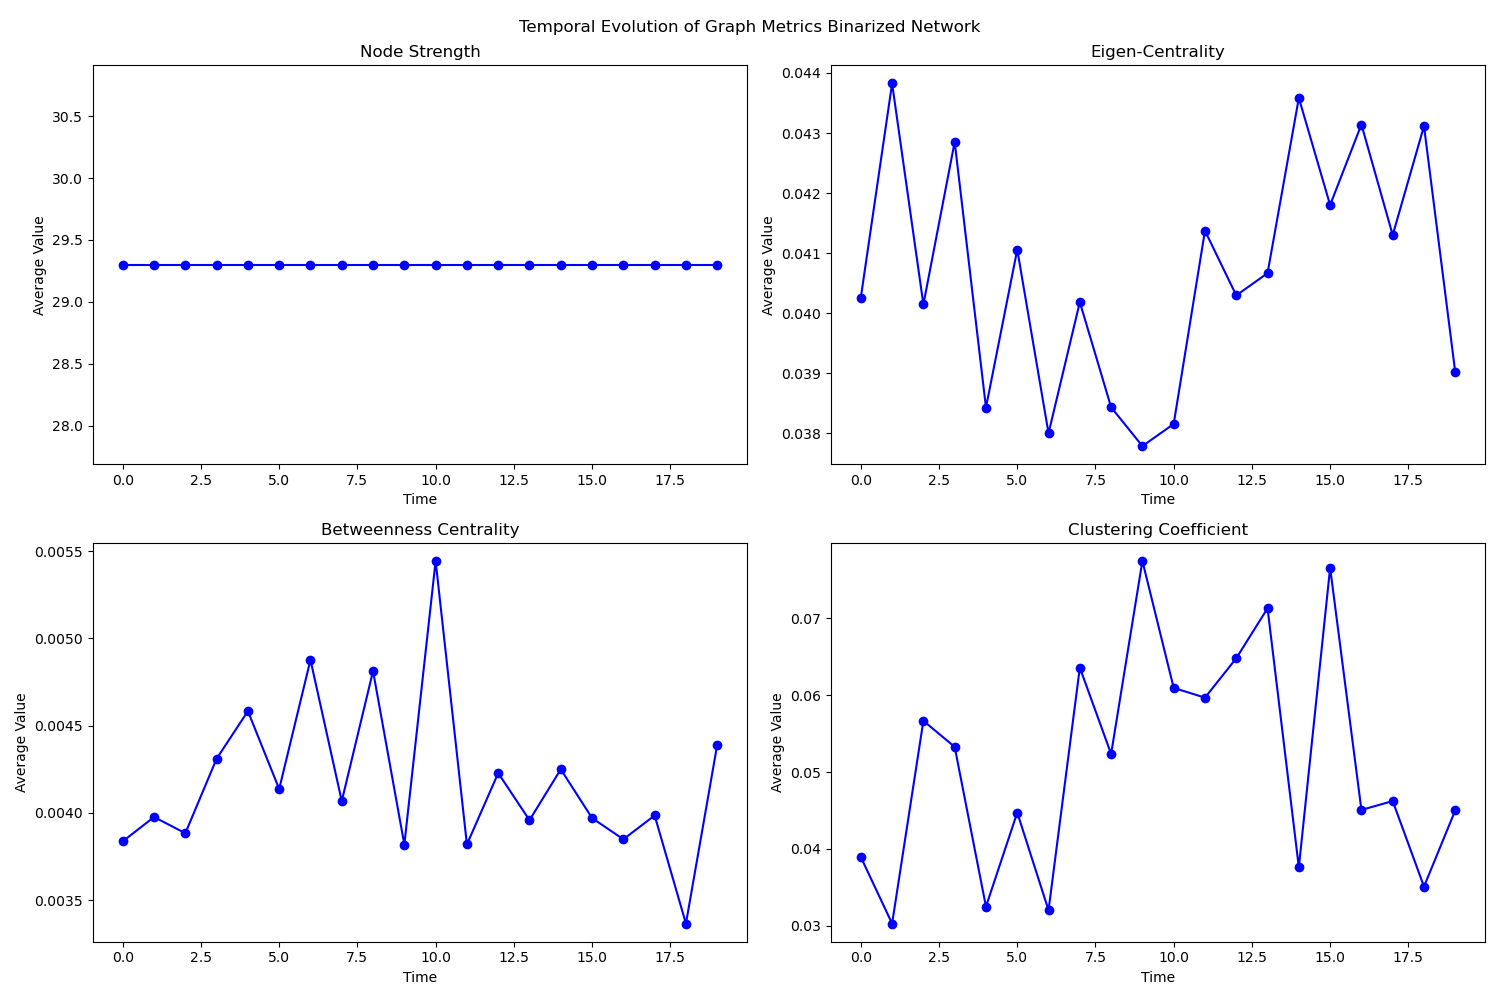 Temporal Evolution of Graph Metrics Binarized Network
Node Strength
30.5
30.0
29.5
29.0
28.5
28.0
Average Value
0.0 2.5 5.0 7.5 10.0 12.5 15.0 17.5
Time
Eigen-Centrality
0.044
0.043
0.042
0.041
0.040
0.039
0.038
Average Value
0.0 2.5 5.0 7.5 10.0 12.5 15.0 17.5
Time
Betweenness Centrality
0.0055
0.0050
0.0045
0.0040
0.0035
Average Value
0.0 2.5 5.0 7.5 10.0 12.5 15.0 17.5
Time
Clustering Coefficient
0.07
0.06
0.05
0.04
0.03
Average Value
0.0 2.5 5.0 7.5 10.0 12.5 15.0 17.5
Time